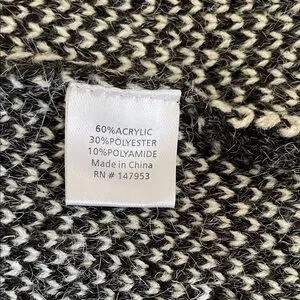 60%ACRYLIC
30%POLYESTER
10%POLYAMIDE
Made in China
RN # 147953